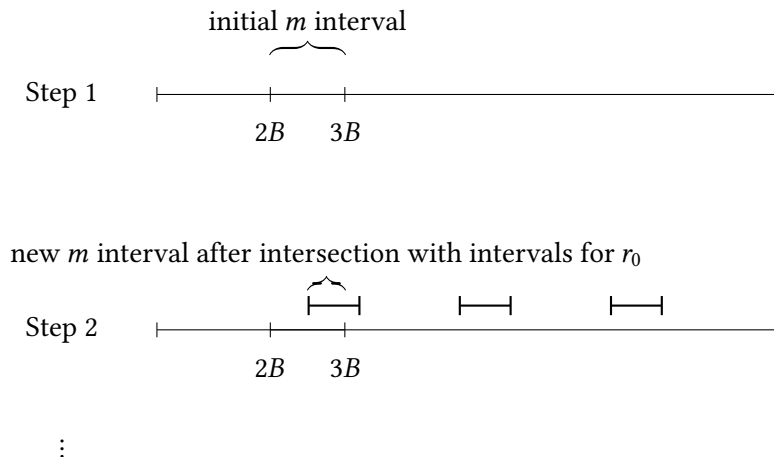 initial m interval
Step 1
2B 3B
new m interval after intersection with intervals for r₀
Step 2
2B 3B
⋮